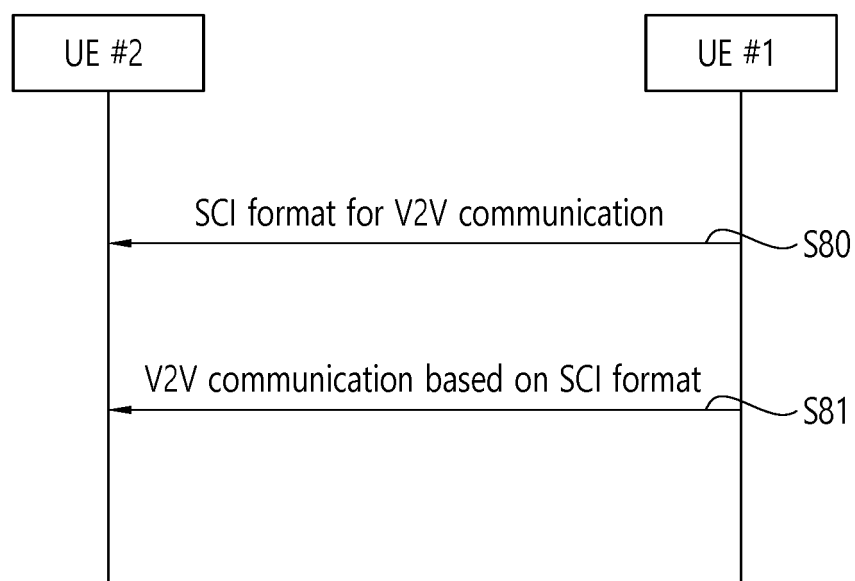 UE #2
UE #1
SCI format for V2V communication
S80
V2V communication based on SCI format
S81